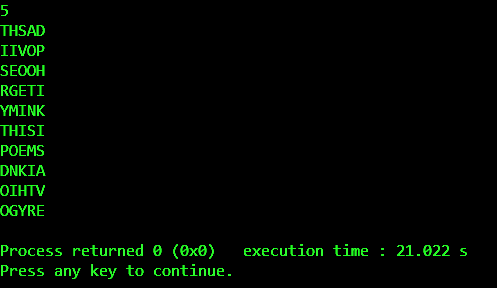 5
THSAD
IIVOP
SEOOH
RGETI
YMINK
THISI
POEMS
DNKIA
OIHTV
OGYRE
Process returned 0 (0x0)   execution time : 21.022 s
Press any key to continue.